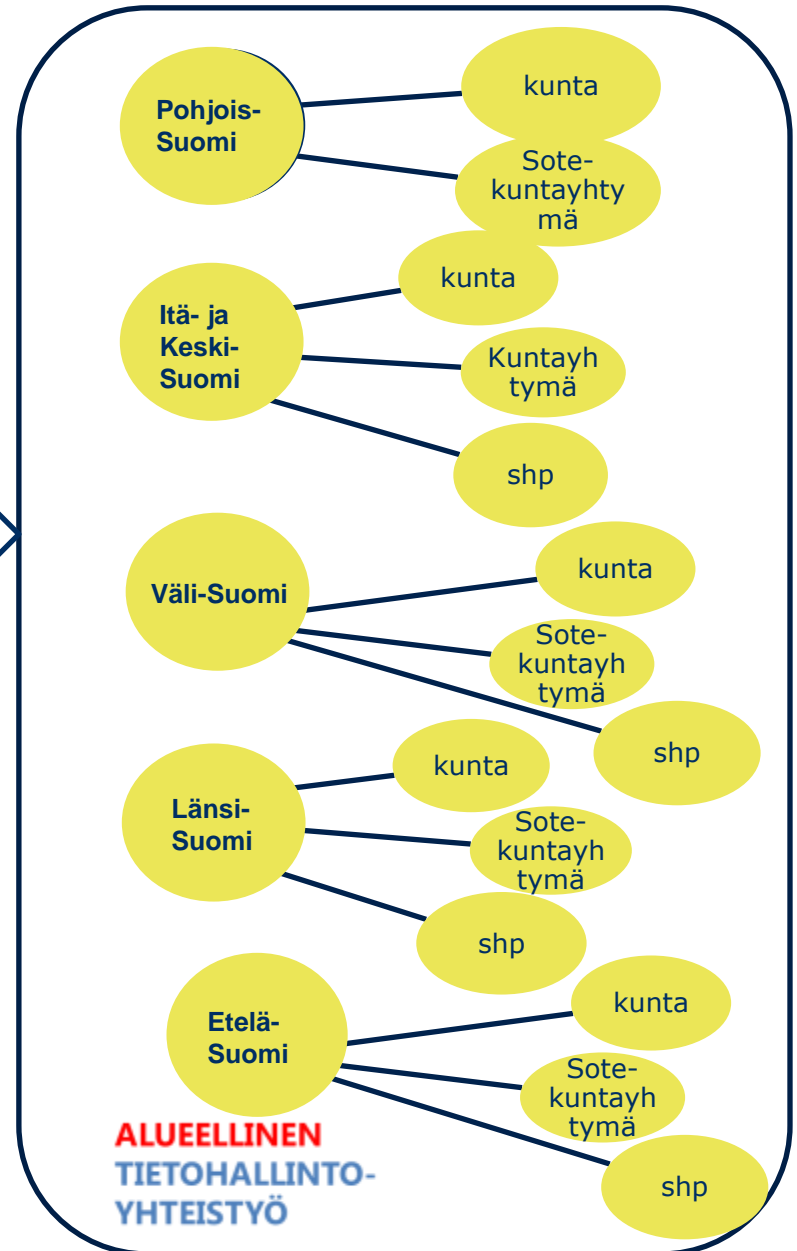 Pohjois-
Suomi
kunta
Sote-
kuntayhty
mä
Itä- ja
Keski-
Suomi
kunta
Kuntayh
tymä
shp
Väli-Suomi
kunta
Sote-
kuntayh
tymä
shp
Länsi-
Suomi
kunta
Sote-
kuntayh
tymä
shp
Etelä-
Suomi
kunta
Sote-
kuntayh
tymä
shp
ALUEELLINEN
TIETOHALLINTO-
YHTEISTYÖ